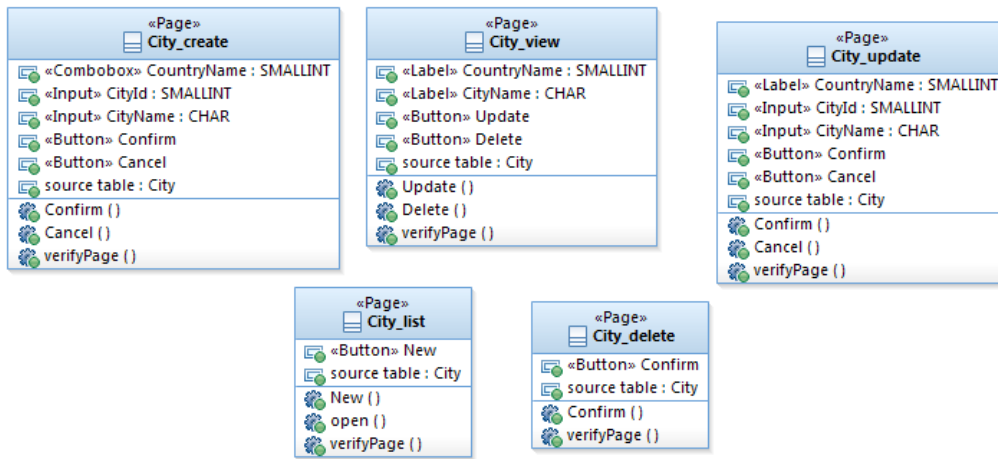 «Page»
City_create
«Combobox» CountryName : SMALLINT
«Input» CityId : SMALLINT
«Input» CityName : CHAR
«Button» Confirm
«Button» Cancel
source table : City
Confirm ( )
Cancel ( )
verifyPage ( )
«Page»
City_view
«Label» CountryName : SMALLINT
«Label» CityName : CHAR
«Button» Update
«Button» Delete
source table : City
Update ( )
Delete ( )
verifyPage ( )
«Page»
City_update
«Label» CountryName : SMALLINT
«Input» CityId : SMALLINT
«Input» CityName : CHAR
«Button» Confirm
«Button» Cancel
source table : City
Confirm ( )
Cancel ( )
verifyPage ( )
«Page»
City_list
«Button» New
source table : City
New ( )
open ( )
verifyPage ( )
«Page»
City_delete
«Button» Confirm
source table : City
Confirm ( )
verifyPage ( )